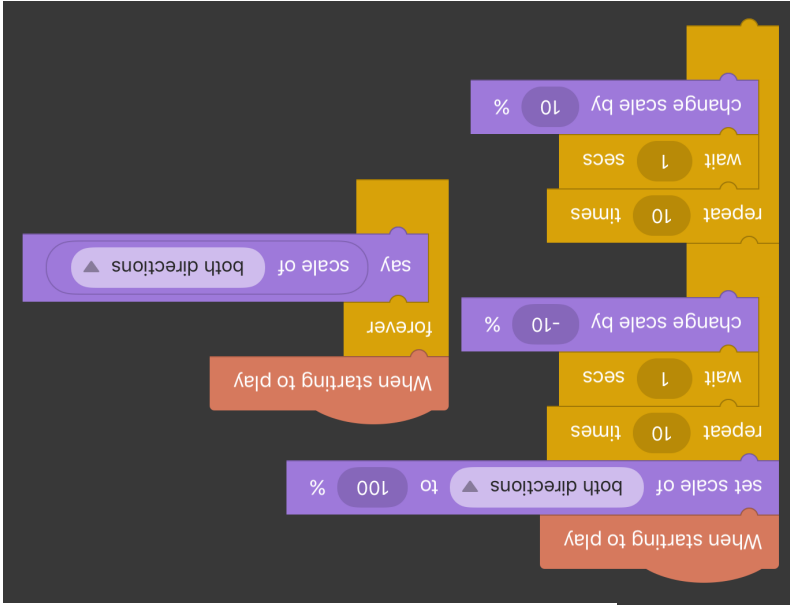 When starting to play
set scale of both directions to 100 %
repeat 10 times
wait 1 secs
change scale by -10 %
repeat 10 times
wait 1 secs
change scale by 10 %
When starting to play
forever
say scale of both directions